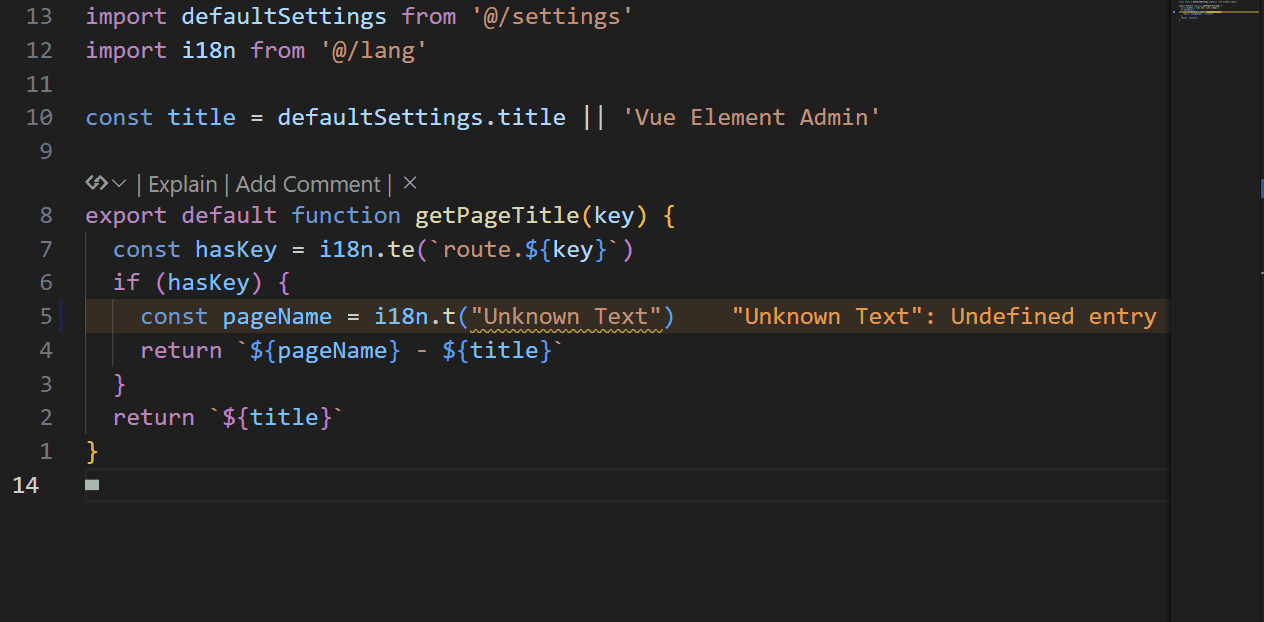 13 import defaultSettings from '@/settings'
12 import i18n from '@/lang'
11
10 const title = defaultSettings.title || 'Vue Element Admin'
9
| Explain | Add Comment | ×
8 export default function getPageTitle(key) {
7 const hasKey = i18n.te(`route.${key}`)
6 if (hasKey) {
5 const pageName = i18n.t("Unknown Text") "Unknown Text": Undefined entry
4 return `${pageName} - ${title}`
3 }
2 return `${title}`
1 }
14